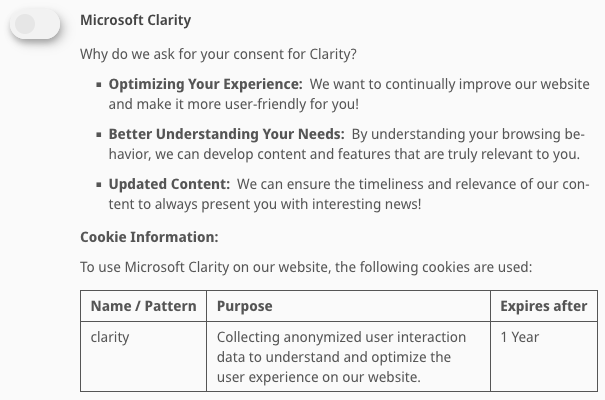 Microsoft Clarity
Why do we ask for your consent for Clarity?
▪ Optimizing Your Experience: We want to continually improve our website
and make it more user-friendly for you!
▪ Better Understanding Your Needs: By understanding your browsing be-
havior, we can develop content and features that are truly relevant to you.
▪ Updated Content: We can ensure the timeliness and relevance of our con-
tent to always present you with interesting news!
Cookie Information:
To use Microsoft Clarity on our website, the following cookies are used:
Name / Pattern Purpose Expires after
clarity Collecting anonymized user interaction 1 Year
data to understand and optimize the
user experience on our website.